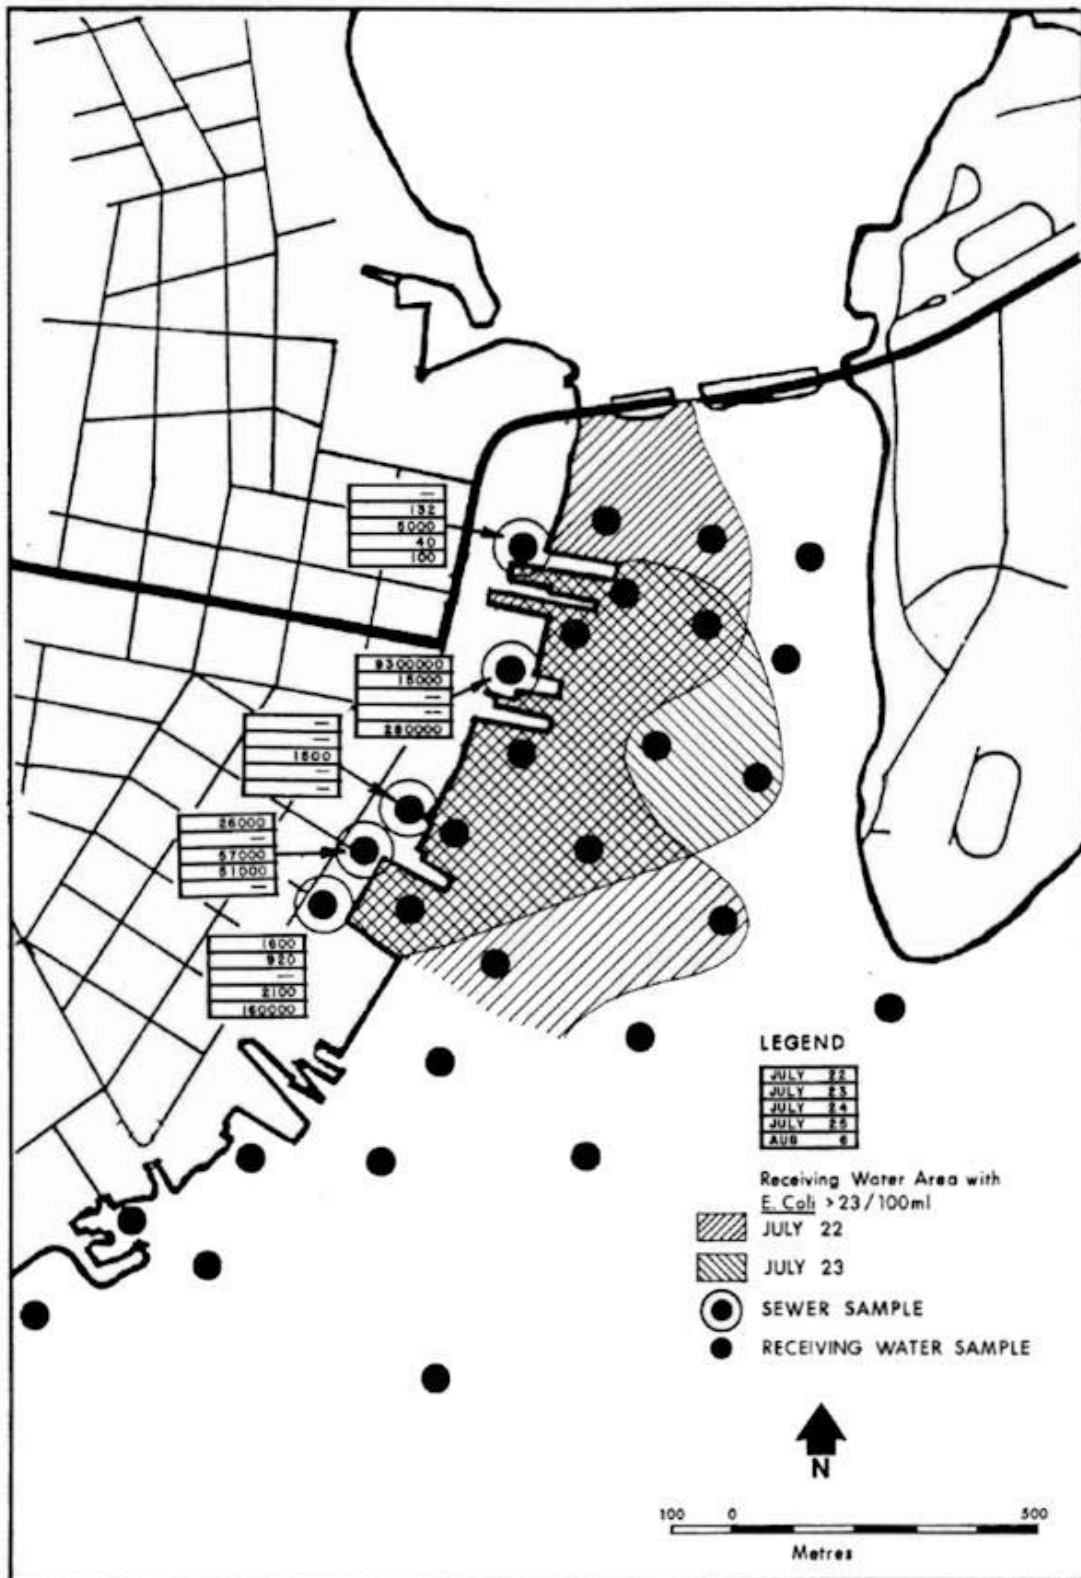 —
132
5000
40
100
9300000
15000
—
—
280000
—
—
1500
—
—
26000
—
57000
51000
—
1600
920
—
2100
160000
LEGEND
JULY 22
JULY 23
JULY 24
JULY 25
AUG 6
Receiving Water Area with
E. Coli >23/100ml
JULY 22
JULY 23
SEWER SAMPLE
RECEIVING WATER SAMPLE
N
100 0 500
Metres